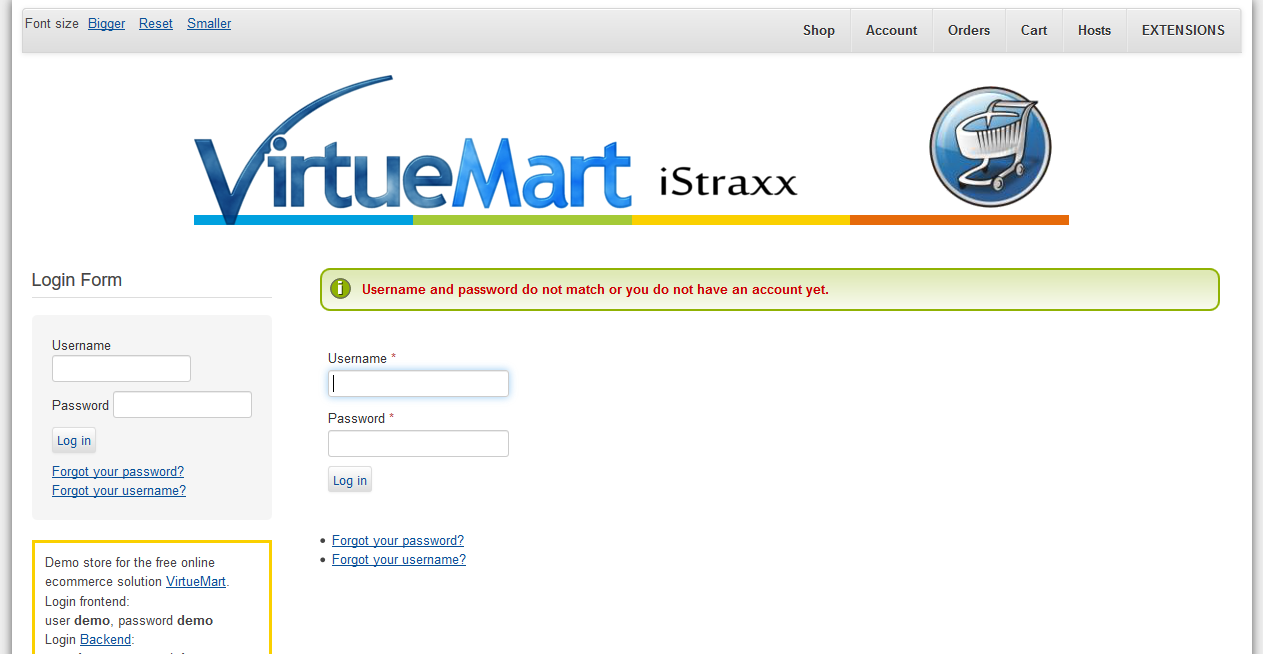 Font size Bigger Reset Smaller
Shop Account Orders Cart Hosts EXTENSIONS
VirtueMart iStraxx
Login Form
Username
Password
Log in
Forgot your password?
Forgot your username?
Demo store for the free online
ecommerce solution VirtueMart.
Login frontend:
user demo, password demo
Login Backend:
Username and password do not match or you do not have an account yet.
Username *
Password *
Log in
Forgot your password?
Forgot your username?